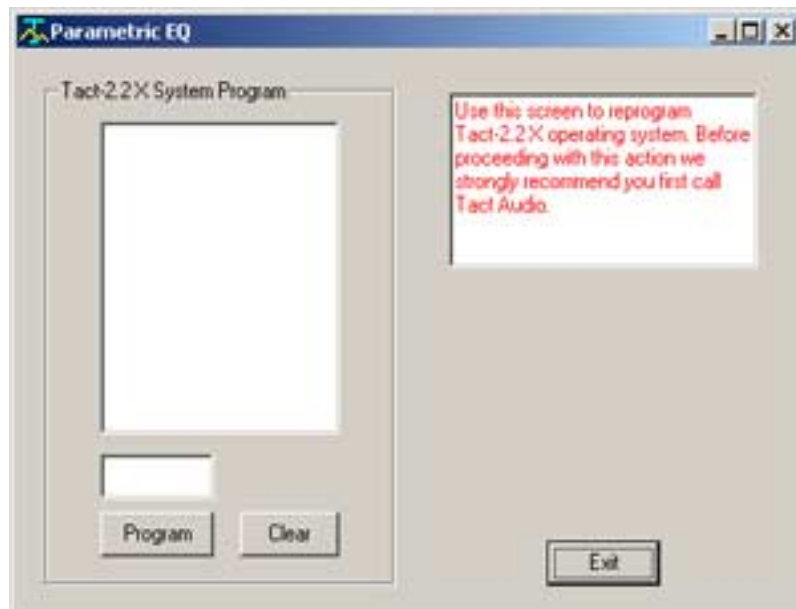 Parametric EQ
Tact-2.2X System Program
Use this screen to reprogram
Tact-2.2X operating system. Before
proceeding with this action we
strongly recommend you first call
Tact Audio.
Program
Clear
Exit